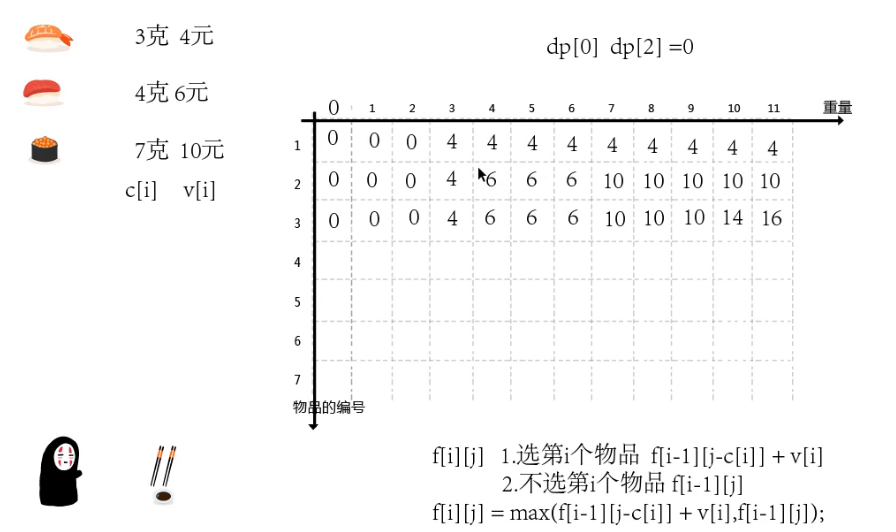 3克 4元
dp[0] dp[2] =0
4克 6元
7克 10元
c[i] v[i]
0 1 2 3 4 5 6 7 8 9 10 11 重量
1 0 0 0 4 4 4 4 4 4 4 4 4
2 0 0 0 4 6 6 6 10 10 10 10 10
3 0 0 0 4 6 6 6 10 10 10 14 16
4
5
6
7
物品的编号
f[i][j] 1.选第i个物品 f[i-1][j-c[i]] + v[i]
2.不选第i个物品 f[i-1][j]
f[i][j] = max(f[i-1][j-c[i]] + v[i],f[i-1][j]);